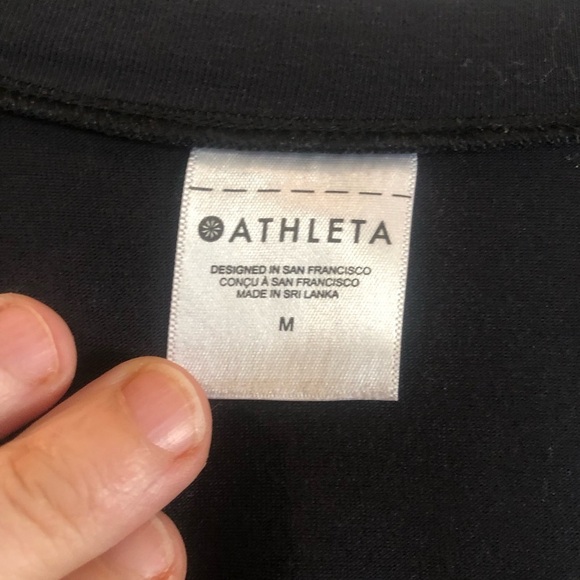 ATHLETA
DESIGNED IN SAN FRANCISCO
CONÇU À SAN FRANCISCO
MADE IN SRI LANKA
M